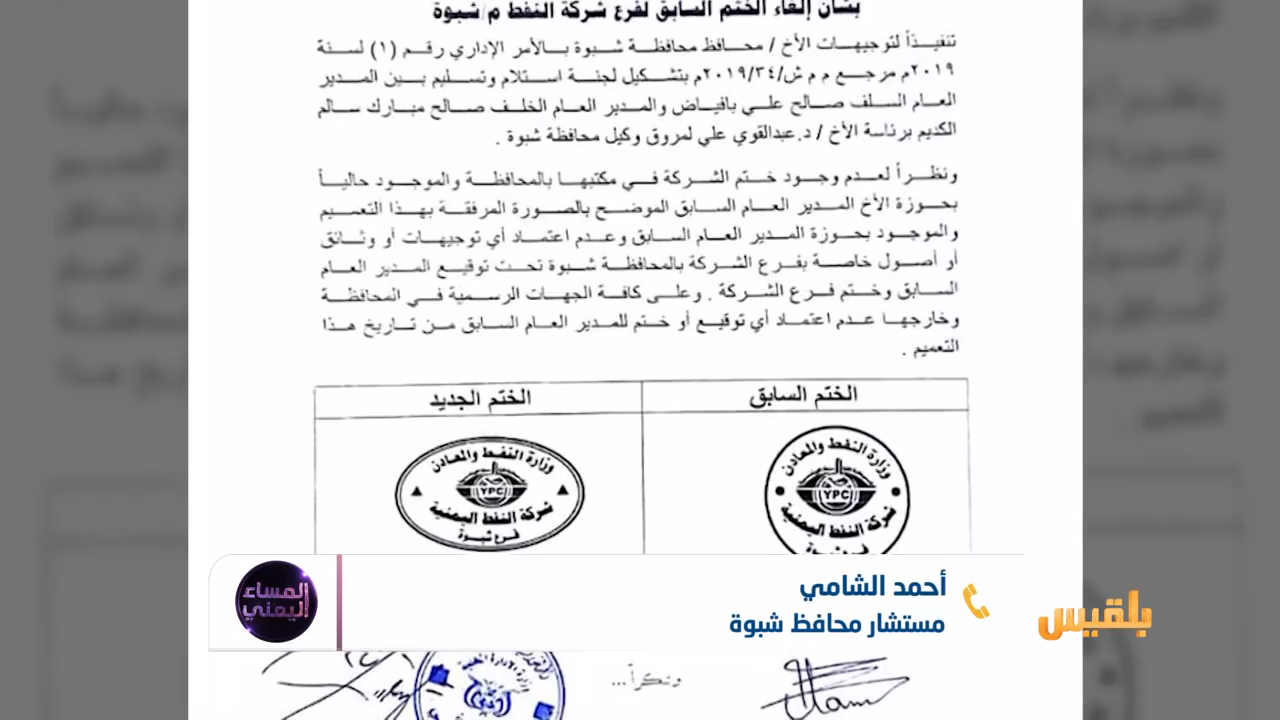 بشأن إلغاء الختم السابق لفرع شركة النفط م/شبوة
تنفيذاً لتوجيهات الأخ / محافظ محافظة شبوة بالأمر الإداري رقم (١) لسنة
٢٠١٩م مرجع م م ش/٢٠١٩/٣٤م بتشكيل لجنة استلام وتسليم بين المدير
العام السلف صالح علي بافياض والمدير العام الخلف صالح مبارك سالم
الكديم برئاسة الأخ / د.عبدالقوي علي لمروق وكيل محافظة شبوة .
ونظراً لعدم وجود ختم الشركة في مكتبها بالمحافظة والموجود حالياً
بحوزة الأخ المدير العام السابق الموضح بالصورة المرفقة بهذا التعميم
والموجود بحوزة المدير العام السابق وعدم اعتماد أي توجيهات أو وثائق
أو أصول خاصة بفرع الشركة بالمحافظة شبوة تحت توقيع المدير العام
السابق وختم فرع الشركة . وعلى كافة الجهات الرسمية في المحافظة
وخارجها عدم اعتماد أي توقيع أو ختم للمدير العام السابق من تاريخ هذا
التعميم .
الختم السابق
الختم الجديد
وزارة النفط والمعادن
YPC
شركة النفط اليمنية
فرع شبوة
وزارة النفط والمعادن
YPC
شركة النفط اليمنية
فرع شبوة
أحمد الشامي
مستشار محافظ شبوة
المساء
اليمني
بلقيس
وشكراً...